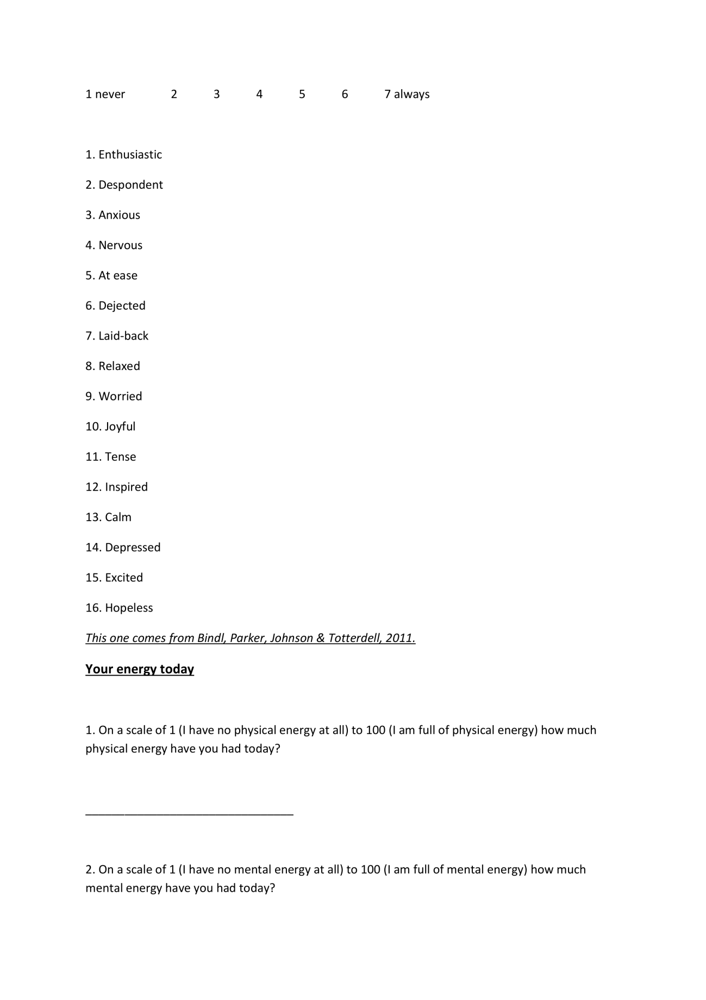 1 never 2 3 4 5 6 7 always
1. Enthusiastic
2. Despondent
3. Anxious
4. Nervous
5. At ease
6. Dejected
7. Laid-back
8. Relaxed
9. Worried
10. Joyful
11. Tense
12. Inspired
13. Calm
14. Depressed
15. Excited
16. Hopeless
This one comes from Bindl, Parker, Johnson & Totterdell, 2011.
Your energy today
1. On a scale of 1 (I have no physical energy at all) to 100 (I am full of physical energy) how much
physical energy have you had today?
________________________________
2. On a scale of 1 (I have no mental energy at all) to 100 (I am full of mental energy) how much
mental energy have you had today?